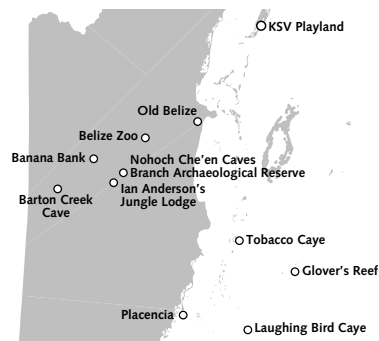 KSV Playland
Old Belize
Belize Zoo
Banana Bank
Nohoch Che'en Caves
Branch Archaeological Reserve
Ian Anderson's
Jungle Lodge
Barton Creek
Cave
Tobacco Caye
Glover's Reef
Placencia
Laughing Bird Caye